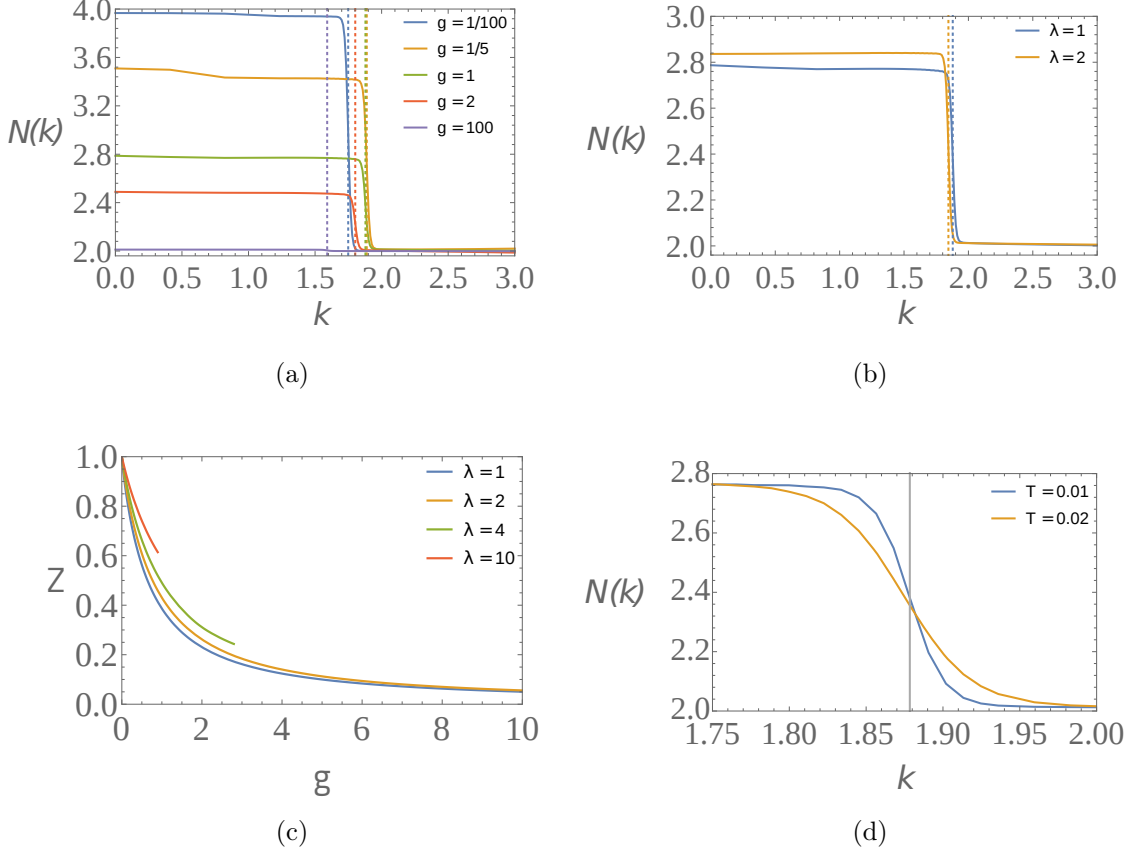 4.0
3.6
3.2
2.8
2.4
2.0
N(k)
0.0 0.5 1.0 1.5 2.0 2.5 3.0
k
g = 1/100
g = 1/5
g = 1
g = 2
g = 100
(a)
3.0
2.8
2.6
2.4
2.2
2.0
N(k)
0.0 0.5 1.0 1.5 2.0 2.5 3.0
k
λ = 1
λ = 2
(b)
1.0
0.8
0.6
0.4
0.2
0.0
Z
0 2 4 6 8 10
g
λ = 1
λ = 2
λ = 4
λ = 10
(c)
2.8
2.6
2.4
2.2
2.0
N(k)
1.75 1.80 1.85 1.90 1.95 2.00
k
T = 0.01
T = 0.02
(d)